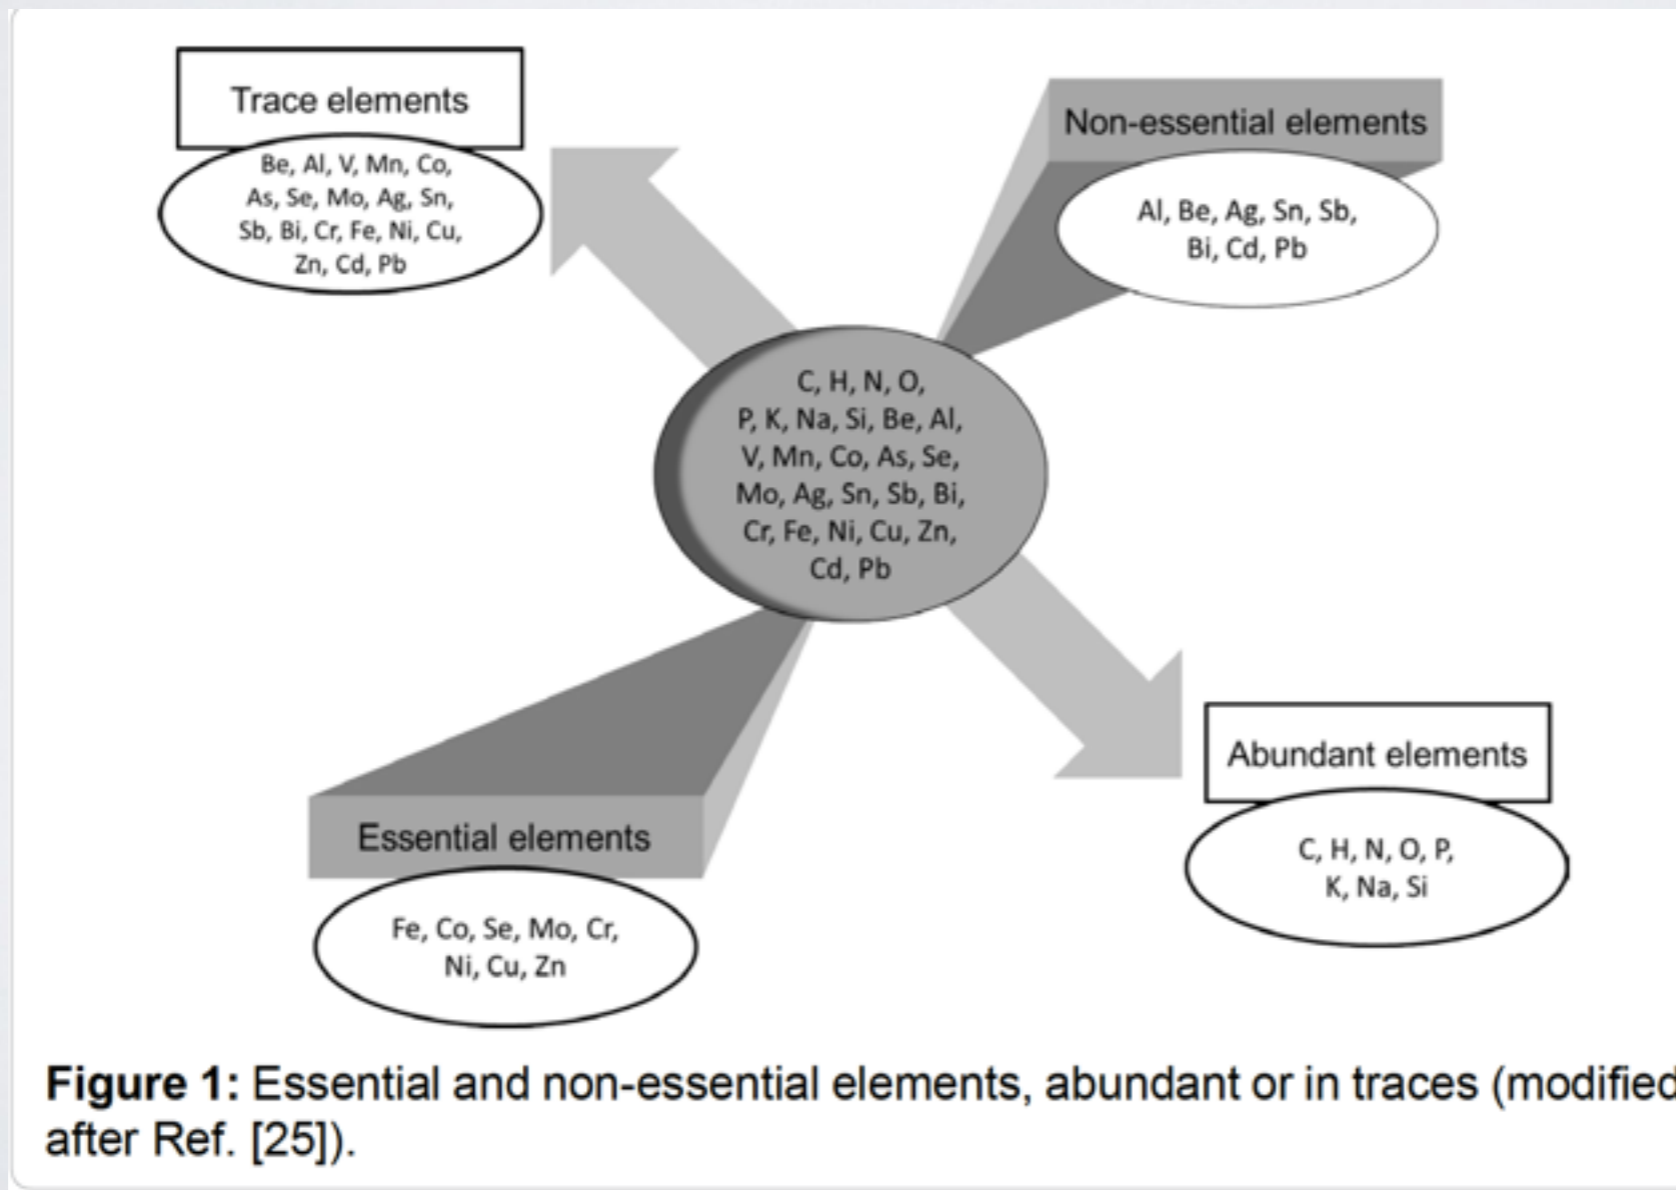 Trace elements
Be, Al, V, Mn, Co,
As, Se, Mo, Ag, Sn,
Sb, Bi, Cr, Fe, Ni, Cu,
Zn, Cd, Pb
Non-essential elements
Al, Be, Ag, Sn, Sb,
Bi, Cd, Pb
C, H, N, O,
P, K, Na, Si, Be, Al,
V, Mn, Co, As, Se,
Mo, Ag, Sn, Sb, Bi,
Cr, Fe, Ni, Cu, Zn,
Cd, Pb
Essential elements
Fe, Co, Se, Mo, Cr,
Ni, Cu, Zn
Abundant elements
C, H, N, O, P,
K, Na, Si
Figure 1: Essential and non-essential elements, abundant or in traces (modified
after Ref. [25]).